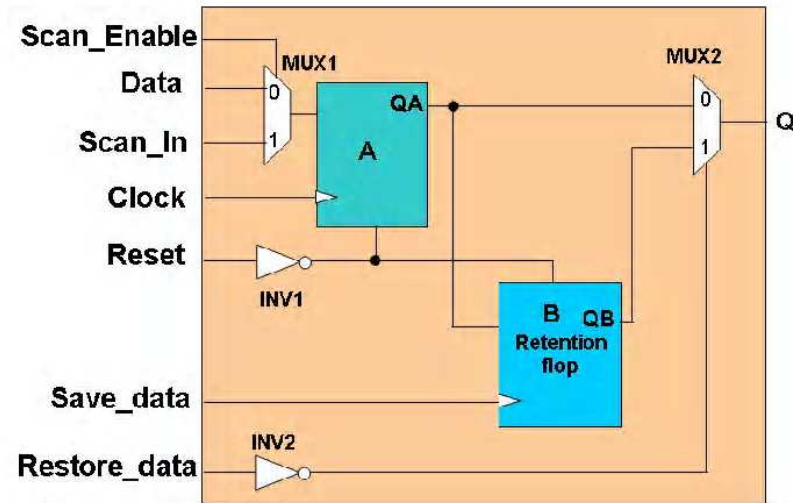 Scan_Enable
MUX1
MUX2
Data
0
QA
0
A
1
1
Q
Scan_In
Clock
Reset
INV1
B
QB
Retention
flop
Save_data
INV2
Restore_data